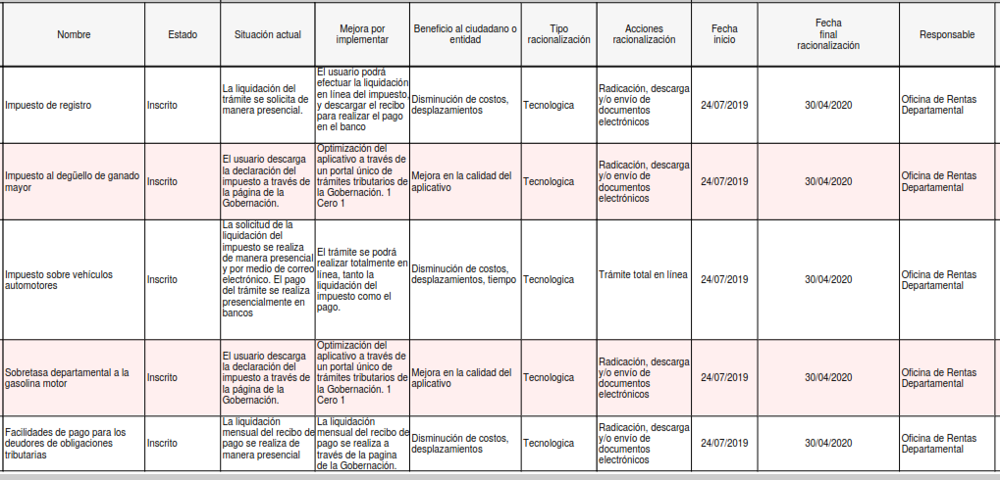 Nombre
Estado
Situación actual
Mejora por
implementar
Beneficio al ciudadano o
entidad
Tipo
racionalización
Acciones
racionalización
Fecha
inicio
Fecha
final
racionalización
Responsable
Impuesto de registro
Inscrito
La liquidación del
trámite se solicita de
manera presencial.
El usuario podrá
efectuar la liquidación
en línea del impuesto,
y descargar el recibo
para realizar el pago
en el banco
Disminución de costos,
desplazamientos
Tecnologica
Radicación, descarga
y/o envío de
documentos
electrónicos
24/07/2019
30/04/2020
Oficina de Rentas
Departamental
Impuesto al degüello de ganado
mayor
Inscrito
El usuario descarga
la declaración del
impuesto a través de
la página de la
Gobernación.
Optimización del
aplicativo a través de
un portal único de
trámites tributarios de
la Gobernación. 1
Cero 1
Mejora en la calidad del
aplicativo
Tecnologica
Radicación, descarga
y/o envío de
documentos
electrónicos
24/07/2019
30/04/2020
Oficina de Rentas
Departamental
Impuesto sobre vehículos
automotores
Inscrito
La solicitud de la
liquidación del
impuesto se realiza
de manera presencial
y por medio de correo
electrónico. El pago
del trámite se realiza
presencialmente en
bancos
El trámite se podrá
realizar totalmente en
línea, tanto la
liquidación del
impuesto como el
pago.
Disminución de costos,
desplazamientos, tiempo
Tecnologica
Trámite total en línea
24/07/2019
30/04/2020
Oficina de Rentas
Departamental
Sobretasa departamental a la
gasolina motor
Inscrito
El usuario descarga
la declaración del
impuesto a través de
la página de la
Gobernación.
Optimización del
aplicativo a través de
un portal único de
trámites tributarios de
la Gobernación. 1
Cero 1
Mejora en la calidad del
aplicativo
Tecnologica
Radicación, descarga
y/o envío de
documentos
electrónicos
24/07/2019
30/04/2020
Oficina de Rentas
Departamental
Facilidades de pago para los
deudores de obligaciones
tributarias
Inscrito
La liquidación
mensual del recibo de
pago se realiza de
manera presencial
La liquidación
mensual del recibo de
pago se realiza a
través de la pagina
de la Gobernación.
Disminución de costos,
desplazamientos
Tecnologica
Radicación, descarga
y/o envío de
documentos
electrónicos
24/07/2019
30/04/2020
Oficina de Rentas
Departamental